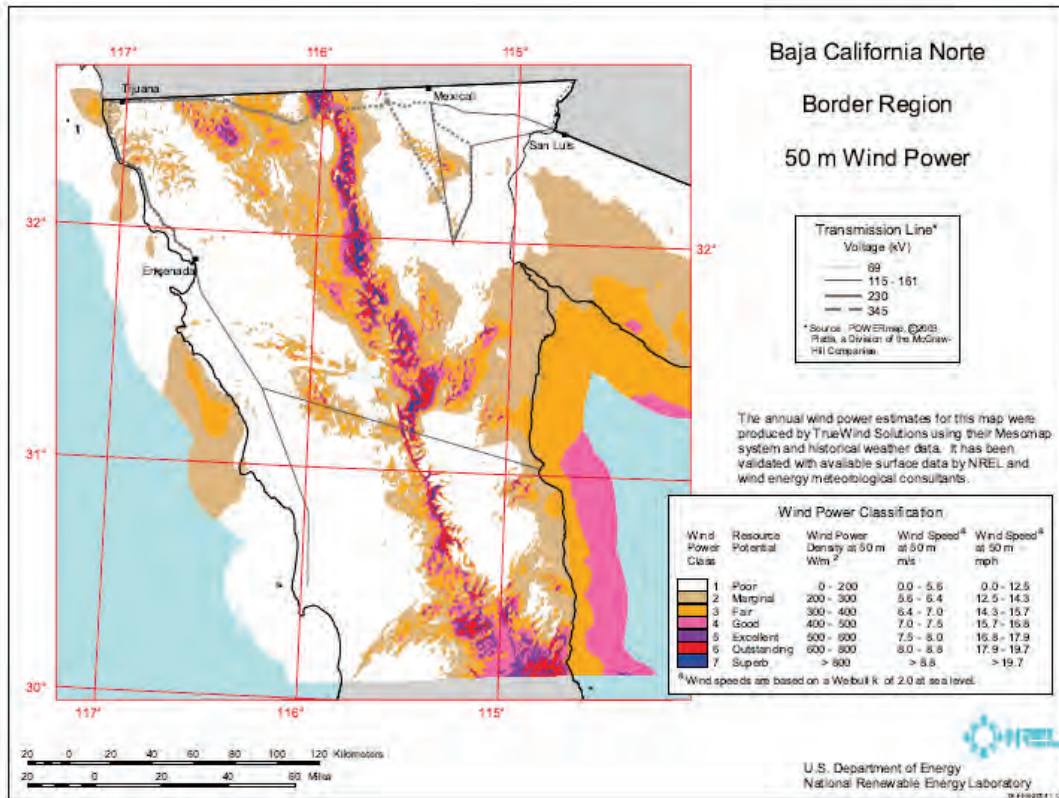 Baja California Norte
Border Region
50 m Wind Power
117°
116°
115°
Tijuana
Mexicali
San Luis
Ensenada
32°
32°
31°
31°
30°
30°
117°
116°
115°
Transmission Line*
Voltage (kV)
69
115 - 161
230
345
* Source: POWERmap, ©2003
Platts, a Division of the McGraw-
Hill Companies
The annual wind power estimates for this map were
produced by TrueWind Solutions using their Mesomap
system and historical weather data. It has been
validated with available surface data by NREL and
wind energy meteorological consultants.
Wind Power Classification
Wind Power Class Resource Potential Wind Power Density at 50 m W/m² Wind Speedª at 50 m m/s Wind Speedª at 50 m mph
1 Poor 0 - 200 0.0 - 5.6 0.0 - 12.5
2 Marginal 200 - 300 5.6 - 6.4 12.5 - 14.3
3 Fair 300 - 400 6.4 - 7.0 14.3 - 15.7
4 Good 400 - 500 7.0 - 7.5 15.7 - 16.8
5 Excellent 500 - 600 7.5 - 8.0 16.8 - 17.9
6 Outstanding 600 - 800 8.0 - 8.8 17.9 - 19.7
7 Superb > 800 > 8.8 > 19.7
ª Wind speeds are based on a Weibull k of 2.0 at sea level.
20 0 20 40 60 80 100 120 Kilometers
20 0 20 40 60 Miles
NREL
U.S. Department of Energy
National Renewable Energy Laboratory